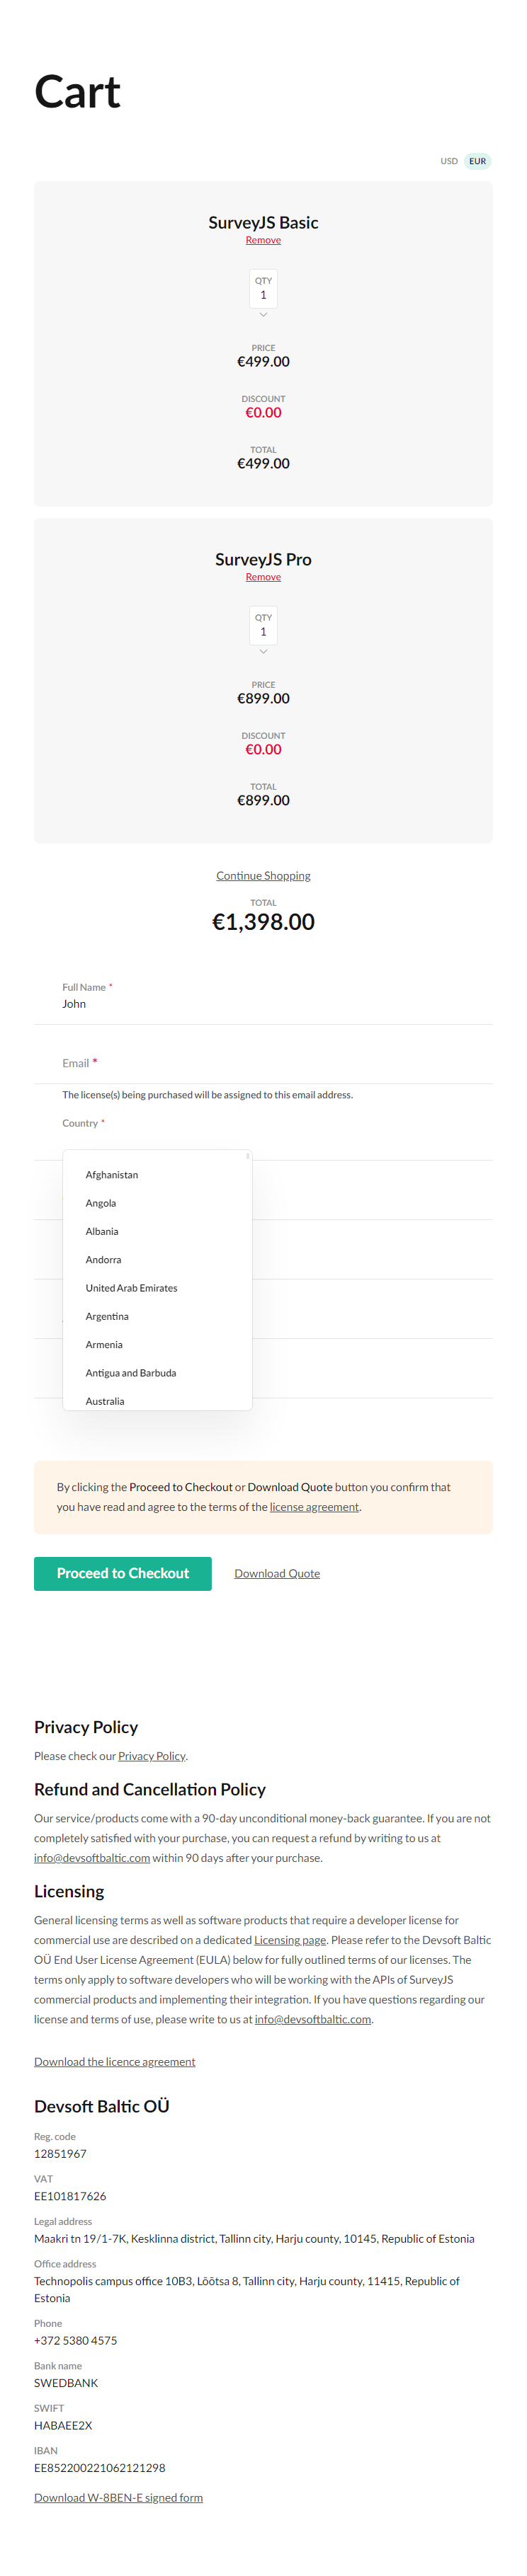 Cart
USD EUR
SurveyJS Basic
Remove
QTY
1
PRICE
€499.00
DISCOUNT
€0.00
TOTAL
€499.00
SurveyJS Pro
Remove
QTY
1
PRICE
€899.00
DISCOUNT
€0.00
TOTAL
€899.00
Continue Shopping
TOTAL
€1,398.00
Full Name *
John
Email *
The license(s) being purchased will be assigned to this email address.
Country *
Afghanistan
Angola
Albania
Andorra
United Arab Emirates
Argentina
Armenia
Antigua and Barbuda
Australia
By clicking the Proceed to Checkout or Download Quote button you confirm that
you have read and agree to the terms of the license agreement.
Proceed to Checkout
Download Quote
Privacy Policy
Please check our Privacy Policy.
Refund and Cancellation Policy
Our service/products come with a 90-day unconditional money-back guarantee. If you are not
completely satisfied with your purchase, you can request a refund by writing to us at
info@devsoftbaltic.com within 90 days after your purchase.
Licensing
General licensing terms as well as software products that require a developer license for
commercial use are described on a dedicated Licensing page. Please refer to the Devsoft Baltic
OÜ End User License Agreement (EULA) below for fully outlined terms of our licenses. The
terms only apply to software developers who will be working with the APIs of SurveyJS
commercial products and implementing their integration. If you have questions regarding our
license and terms of use, please write to us at info@devsoftbaltic.com.
Download the licence agreement
Devsoft Baltic OÜ
Reg. code
12851967
VAT
EE101817626
Legal address
Maakri tn 19/1-7K, Kesklinna district, Tallinn city, Harju county, 10145, Republic of Estonia
Office address
Technopolis campus office 10B3, Lõõtsa 8, Tallinn city, Harju county, 11415, Republic of
Estonia
Phone
+372 5380 4575
Bank name
SWEDBANK
SWIFT
HABAEE2X
IBAN
EE852200221062121298
Download W-8BEN-E signed form